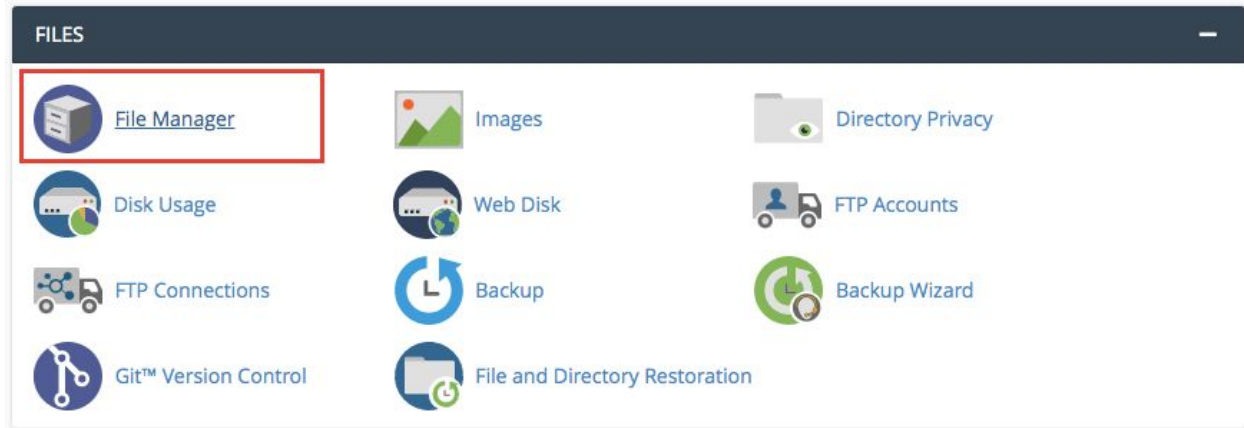 FILES
File Manager
Images
Directory Privacy
Disk Usage
Web Disk
FTP Accounts
FTP Connections
Backup
Backup Wizard
Git™ Version Control
File and Directory Restoration